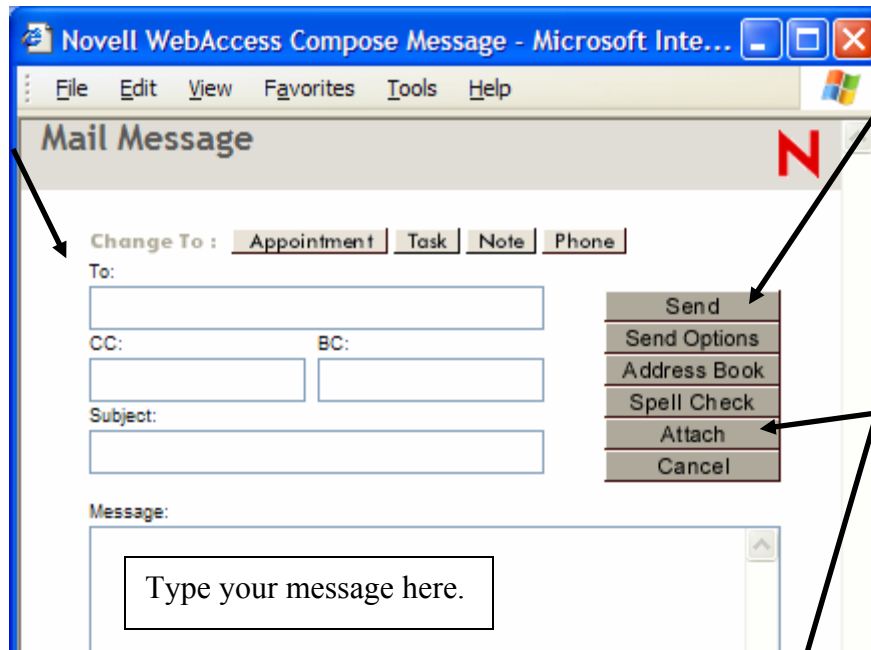 Novell WebAccess Compose Message - Microsoft Inte...
File Edit View Favorites Tools Help
Mail Message
N
Change To : Appointment Task Note Phone
To:
Send
CC: BC:
Send Options
Address Book
Spell Check
Subject:
Attach
Cancel
Message:
Type your message here.